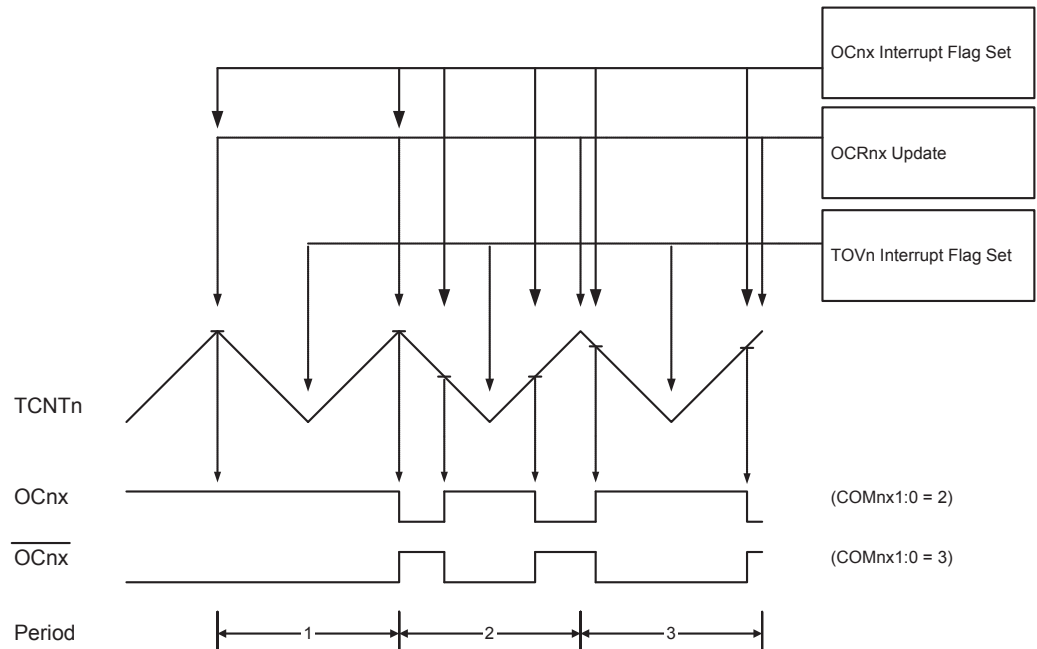 OCnx Interrupt Flag Set
OCRnx Update
TOVn Interrupt Flag Set
TCNTn
OCnx
(COMnx1:0 = 2)
OCnx
(COMnx1:0 = 3)
Period
1
2
3